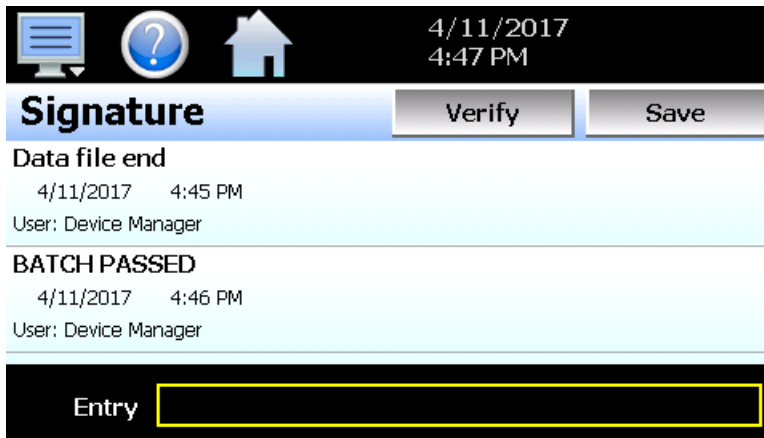 ?
4/11/2017
4:47 PM
Signature
Verify
Save
Data file end
4/11/2017 4:45 PM
User: Device Manager
BATCH PASSED
4/11/2017 4:46 PM
User: Device Manager
Entry